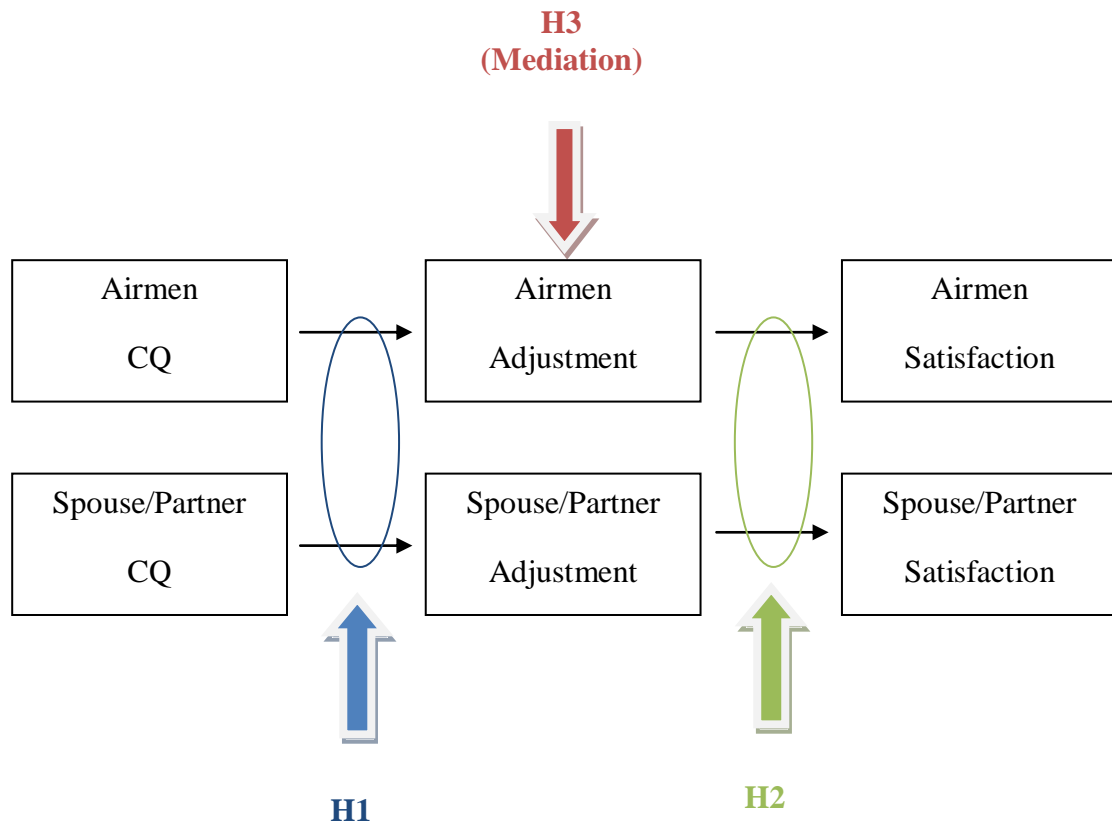 H3
(Mediation)
Airmen
CQ
Airmen
Adjustment
Airmen
Satisfaction
Spouse/Partner
CQ
Spouse/Partner
Adjustment
Spouse/Partner
Satisfaction
H1
H2